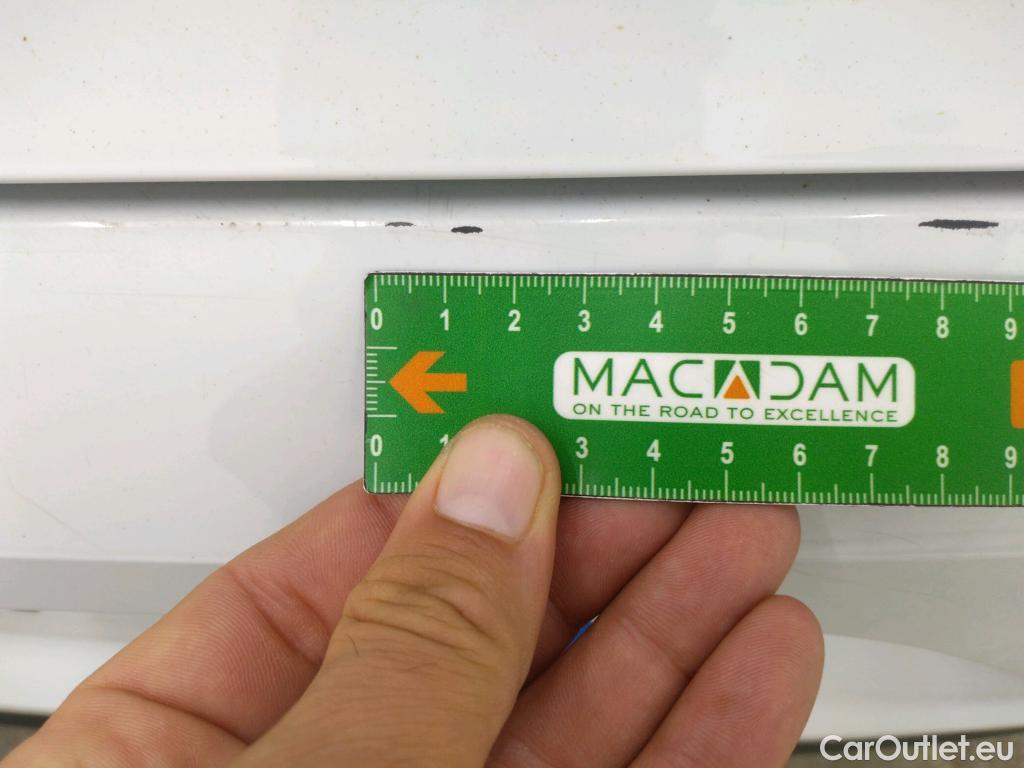 0 1 2 3 4 5 6 7 8 9
MACADAM
ON THE ROAD TO EXCELLENCE
0 1 3 4 5 6 7 8 9
CarOutlet.eu